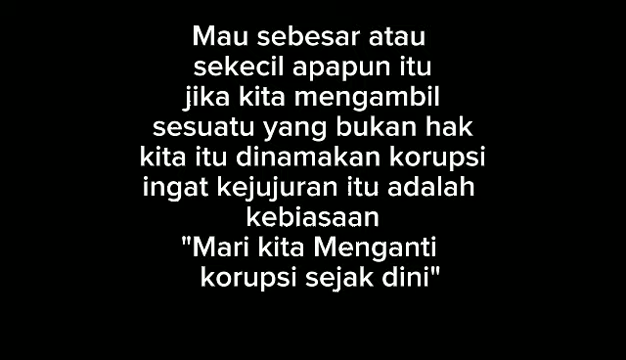 Mau sebesar atau
sekecil apapun itu
jika kita mengambil
sesuatu yang bukan hak
kita itu dinamakan korupsi
ingat kejujuran itu adalah
kebiasaan
"Mari kita Menganti
korupsi sejak dini"